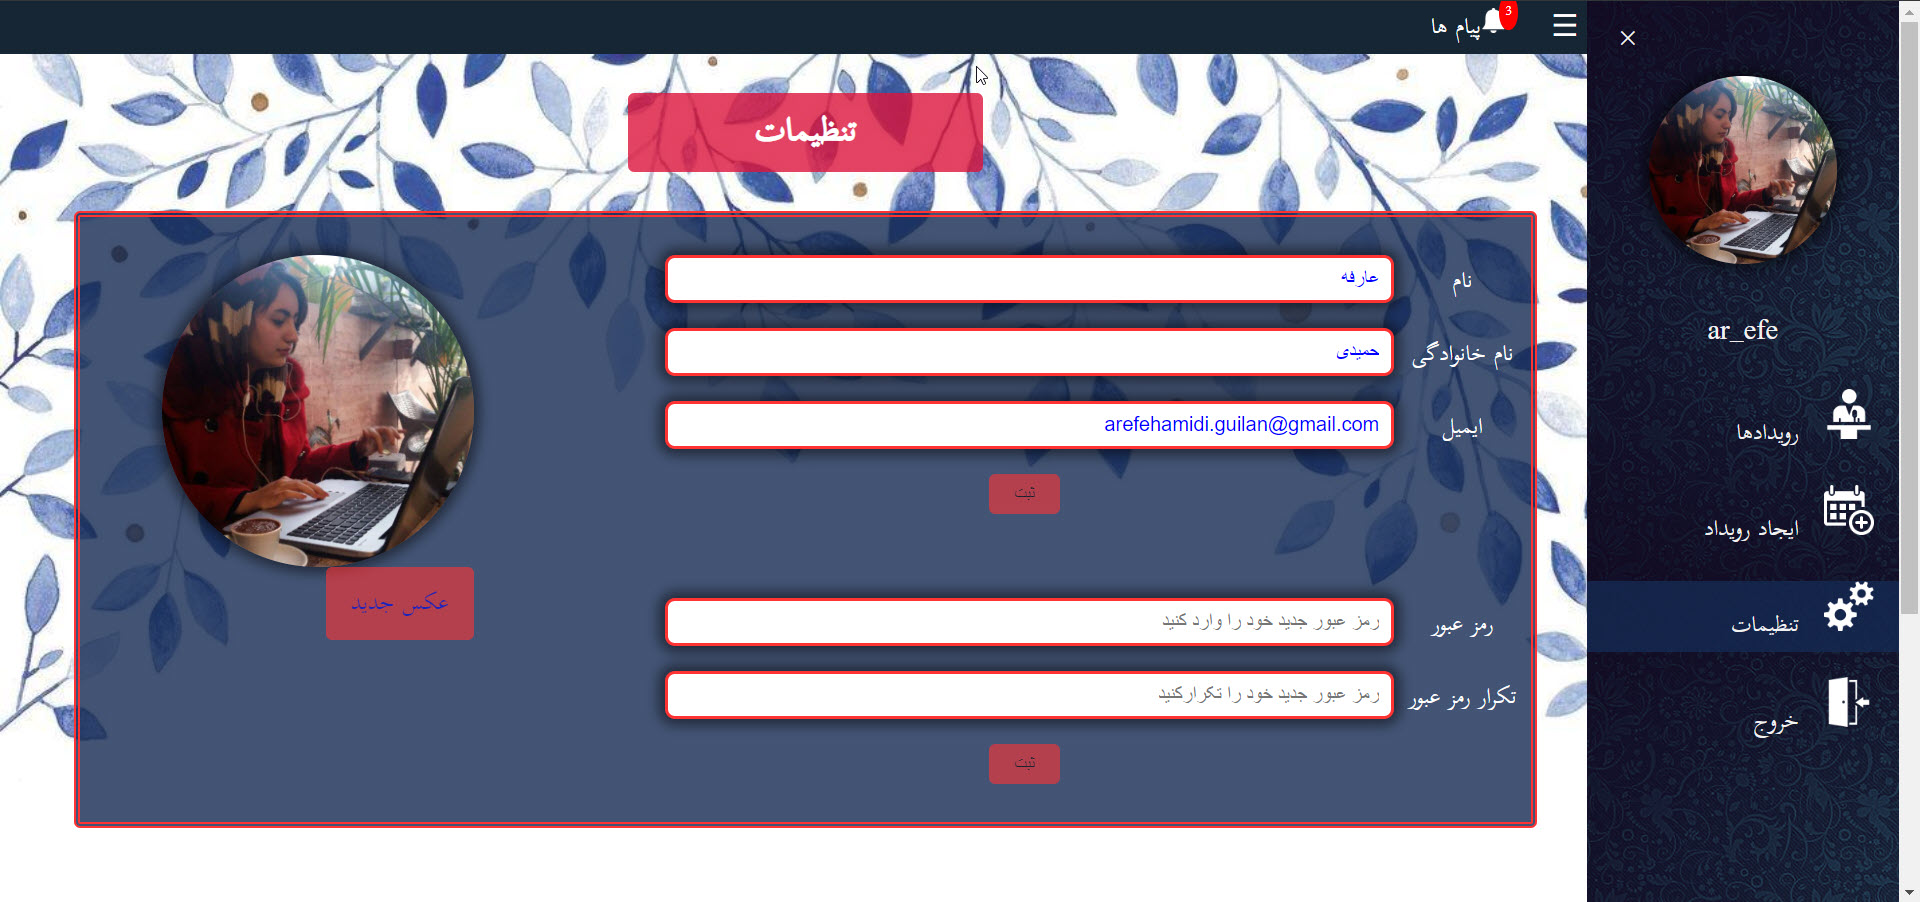 3
پیام ها
☰
×
تنظیمات
نام
عارفه
نام خانوادگی
حمیدی
ایمیل
arefehamidi.guilan@gmail.com
ثبت
عکس جدید
رمز عبور
رمز عبور جدید خود را وارد کنید
تکرار رمز عبور
رمز عبور جدید خود را تکرارکنید
ثبت
ar_efe
رویدادها
ایجاد رویداد
تنظیمات
خروج